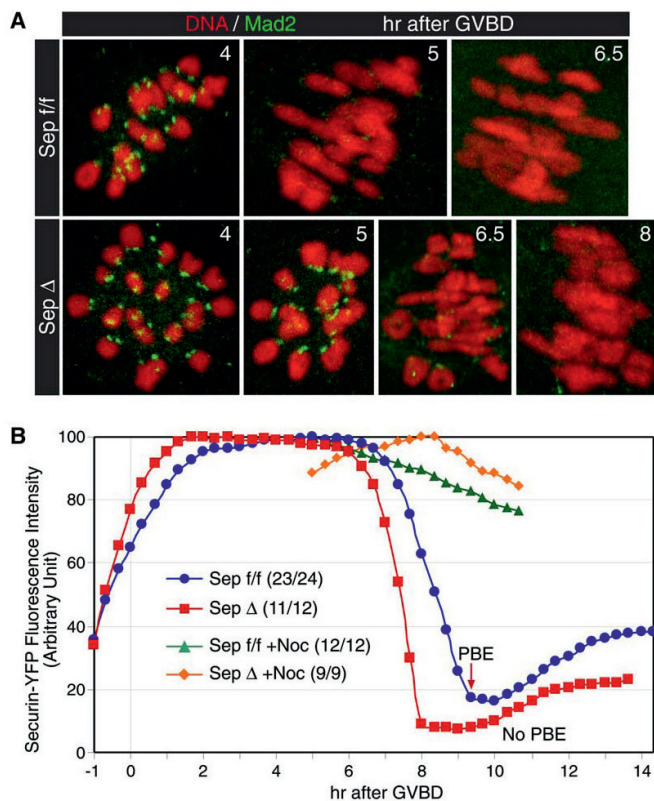 A
DNA / Mad2 hr after GVBD
Sep f/f
4
5
6.5
Sep Δ
4
5
6.5
8
B
Securin-YFP Fluorescence Intensity
(Arbitrary Unit)
100
80
60
40
20
0
Sep f/f (23/24)
Sep Δ (11/12)
Sep f/f +Noc (12/12)
Sep Δ +Noc (9/9)
PBE
No PBE
-1 0 2 4 6 8 10 12 14
hr after GVBD